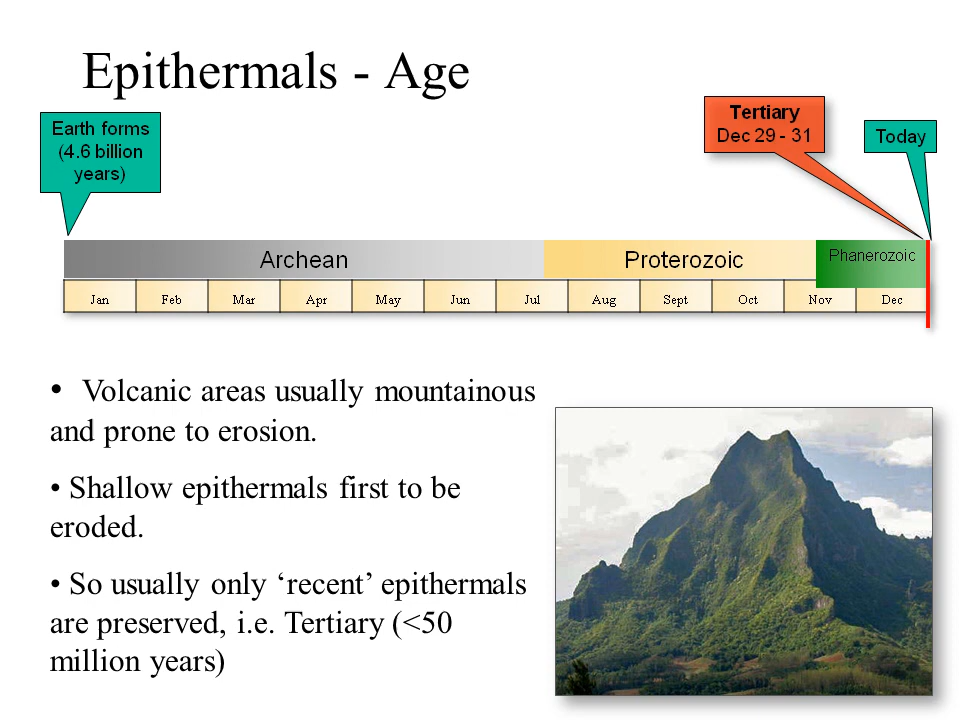 Epithermals - Age
Earth forms
(4.6 billion
years)
Tertiary
Dec 29 - 31
Today
Archean
Proterozoic
Phanerozoic
Jan Feb Mar Apr May Jun Jul Aug Sept Oct Nov Dec
• Volcanic areas usually mountainous
and prone to erosion.
• Shallow epithermals first to be
eroded.
• So usually only ‘recent’ epithermals
are preserved, i.e. Tertiary (<50
million years)